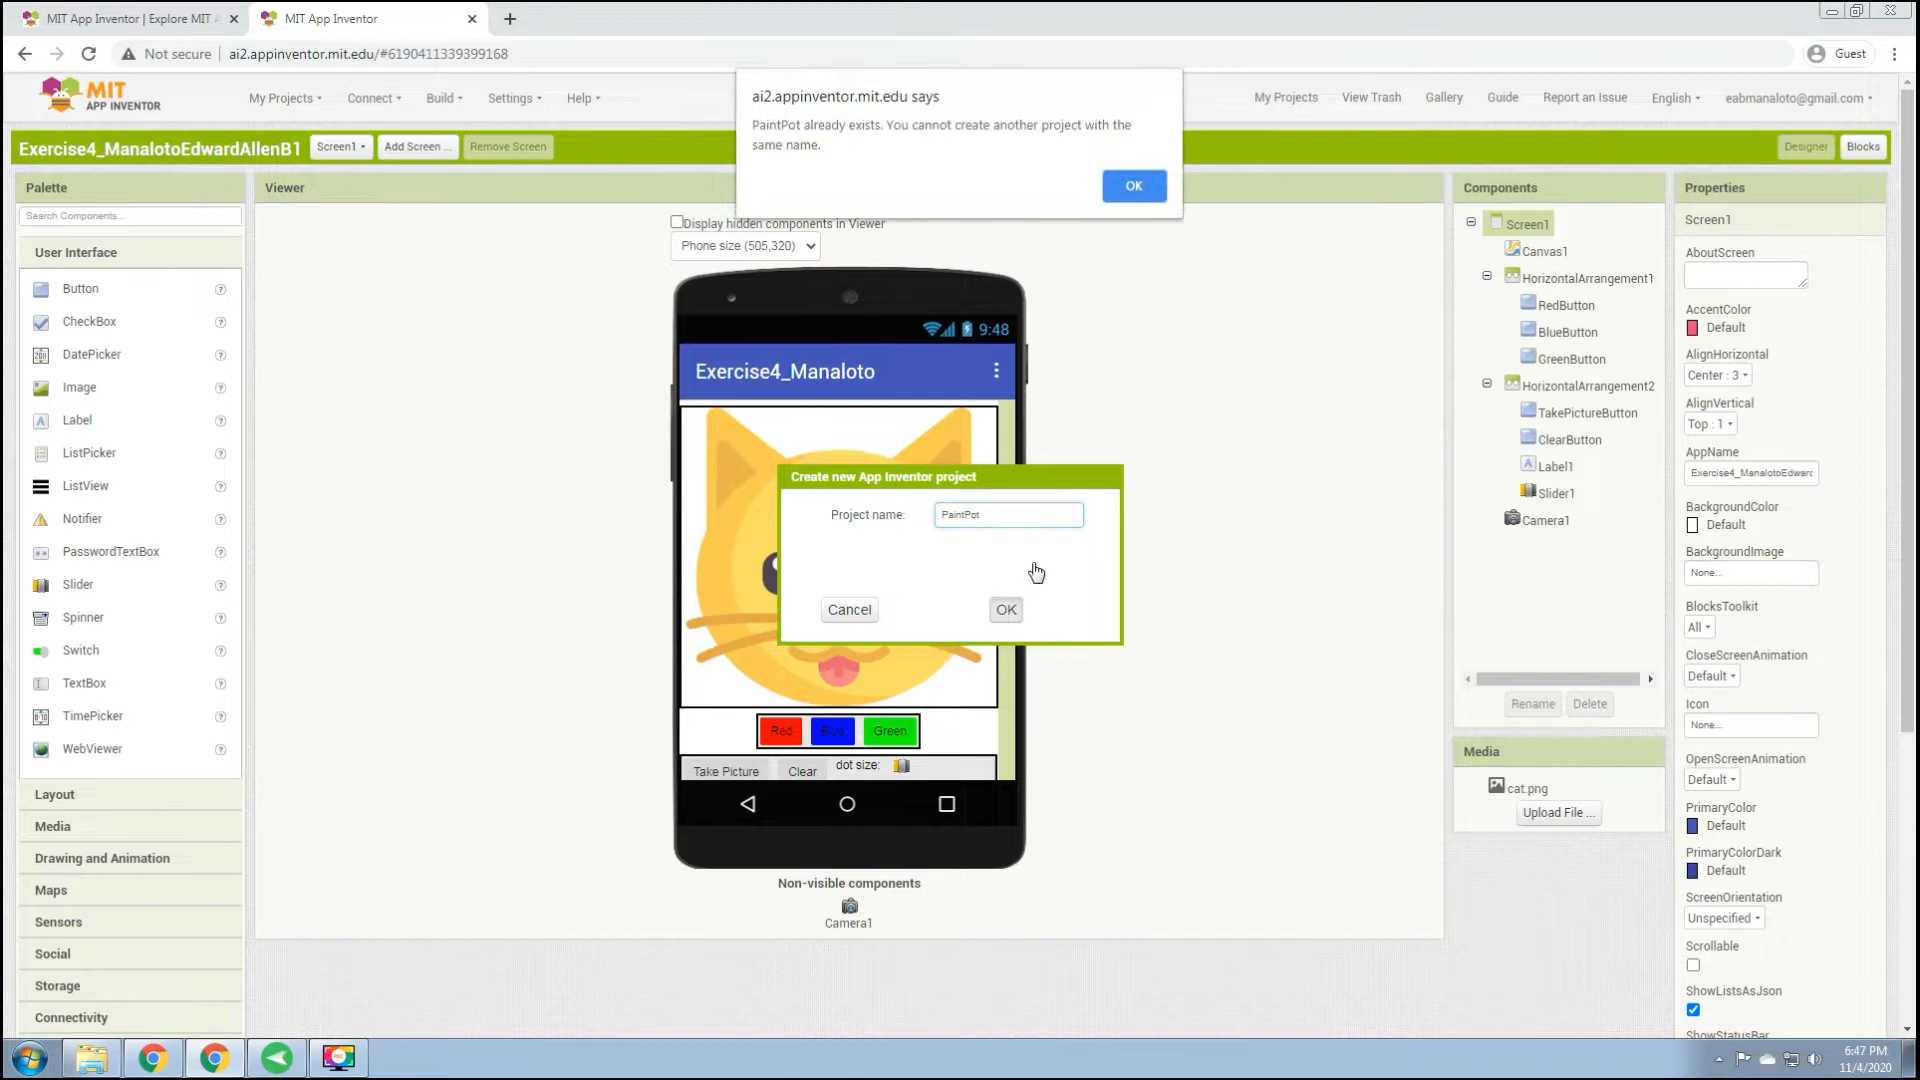 MIT App Inventor | Explore MIT A
MIT App Inventor
Not secure
ai2.appinventor.mit.edu/#6190411339399168
Guest
MIT
APP INVENTOR
My Projects
Connect
Build
Settings
Help
My Projects
View Trash
Gallery
Guide
Report an Issue
English
eabmanaloto@gmail.com
ai2.appinventor.mit.edu says
PaintPot already exists. You cannot create another project with the
same name.
OK
Exercise4_ManalotoEdwardAllenB1
Screen1
Add Screen ...
Remove Screen
Designer
Blocks
Palette
Search Components...
User Interface
Button
CheckBox
DatePicker
Image
Label
ListPicker
ListView
Notifier
PasswordTextBox
Slider
Spinner
Switch
TextBox
TimePicker
WebViewer
Layout
Media
Drawing and Animation
Maps
Sensors
Social
Storage
Connectivity
Viewer
Display hidden components in Viewer
Phone size (505,320)
9:48
Exercise4_Manaloto
Create new App Inventor project
Project name:
PaintPot
Cancel
OK
Red
Blue
Green
Take Picture
Clear
dot size:
Non-visible components
Camera1
Components
Screen1
Canvas1
HorizontalArrangement1
RedButton
BlueButton
GreenButton
HorizontalArrangement2
TakePictureButton
ClearButton
Label1
Slider1
Camera1
Rename
Delete
Media
cat.png
Upload File ...
Properties
Screen1
AboutScreen
AccentColor
Default
AlignHorizontal
Center : 3
AlignVertical
Top : 1
AppName
Exercise4_ManalotoEdward
BackgroundColor
Default
BackgroundImage
None...
BlocksToolkit
All
CloseScreenAnimation
Default
Icon
None...
OpenScreenAnimation
Default
PrimaryColor
Default
PrimaryColorDark
Default
ScreenOrientation
Unspecified
Scrollable
ShowListsAsJson
ShowStatusBar
6:47 PM
11/4/2020